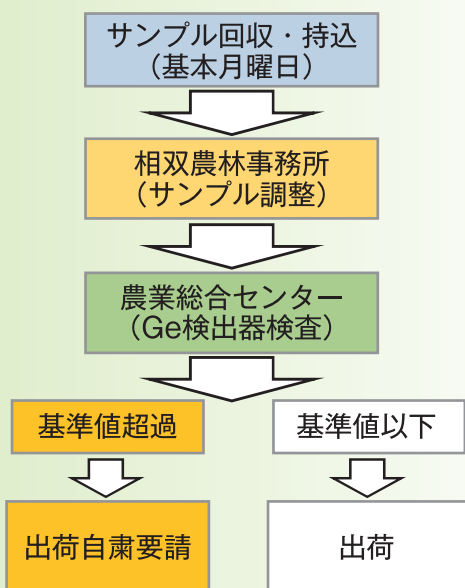 サンプル回収・持込
（基本月曜日）
相双農林事務所
（サンプル調整）
農業総合センター
（Ge検出器検査）
基準値超過
基準値以下
出荷自粛要請
出荷